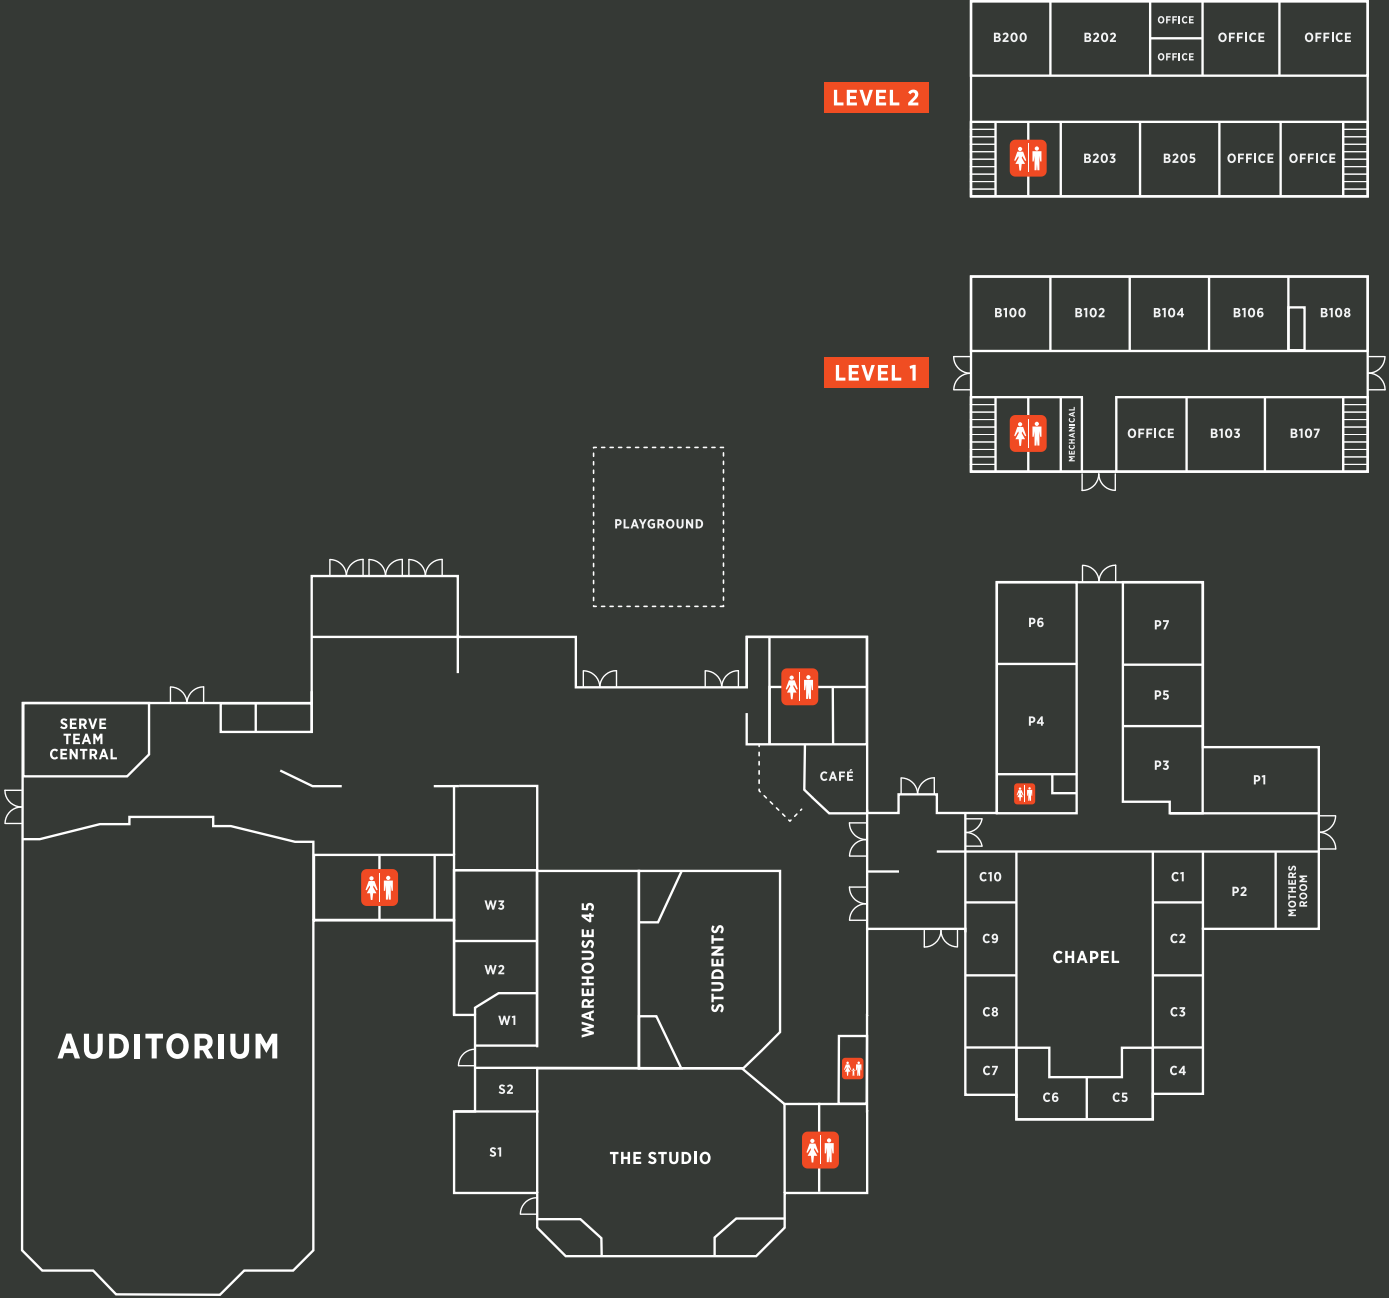 OFFICE
B200
B202
OFFICE
OFFICE
OFFICE
LEVEL 2
B203
B205
OFFICE
OFFICE
B100
B102
B104
B106
B108
LEVEL 1
MECHANICAL
OFFICE
B103
B107
PLAYGROUND
P6
P7
P5
P4
SERVE
TEAM
CENTRAL
P3
CAFÉ
P1
C10
C1
P2
MOTHERS
ROOM
W3
WAREHOUSE 45
STUDENTS
C9
C2
CHAPEL
W2
W1
C8
C3
AUDITORIUM
C7
C4
S2
C6
C5
S1
THE STUDIO